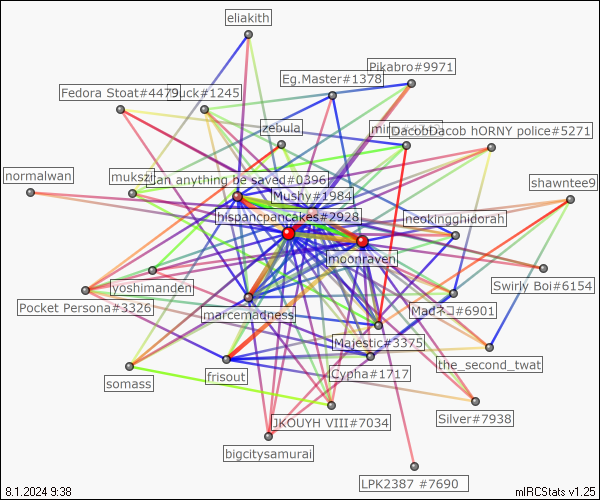 eliakith
Pikabro#9971
Eg.Master#1378
Fedora Stoat#4479
uck#1245
zebula
DacobDacob hORNY police#5271
mukszi
an anything be saved#0396
normalwan
shawntee9
Mushy#1984
hispancpancakes#2928
neokingghidorah
moonraven
yoshimanden
Swirly Boi#6154
Pocket Persona#3326
marcemadness
Madネコ#6901
Majestic#3375
the_second_twat
Cypha#1717
frisout
somass
Silver#7938
JKOUYH VIII#7034
bigcitysamurai
LPK2387 #7690
8.1.2024 9:38
mIRCStats v1.25